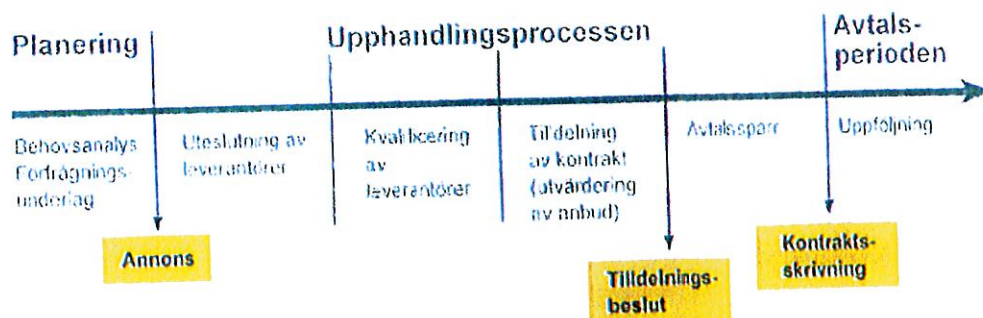 Planering
Upphandlingsprocessen
Avtals-
perioden
Behovsanalys
Förfrågnings-
underlag
Uteslutning av
leverantörer
Kvalificering
av
leverantörer
Tilldelning
av kontrakt
(utvärdering
av anbud)
Avtalsspärr
Uppföljning
Annons
Tilldelnings-
beslut
Kontrakts-
skrivning